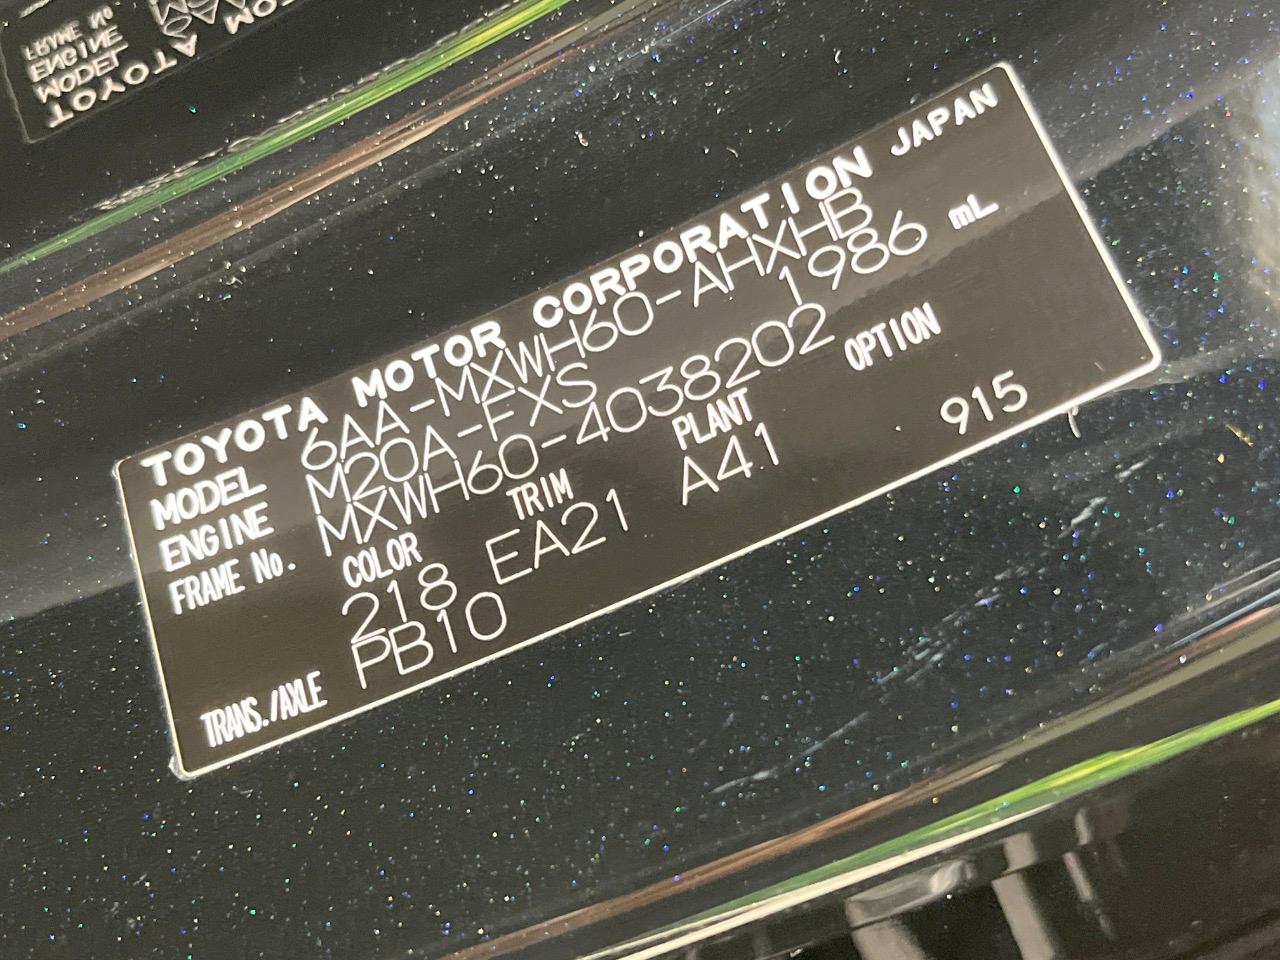 TOYOTA MOTOR CORPORATION JAPAN
MODEL 6AA-MXWH60-AHXHB
ENGINE M20A-FXS 1986 mL
FRAME No. MXWH60-4038202
COLOR TRIM PLANT OPTION
218 EA21 A41 915
TRANS./AXLE PB10